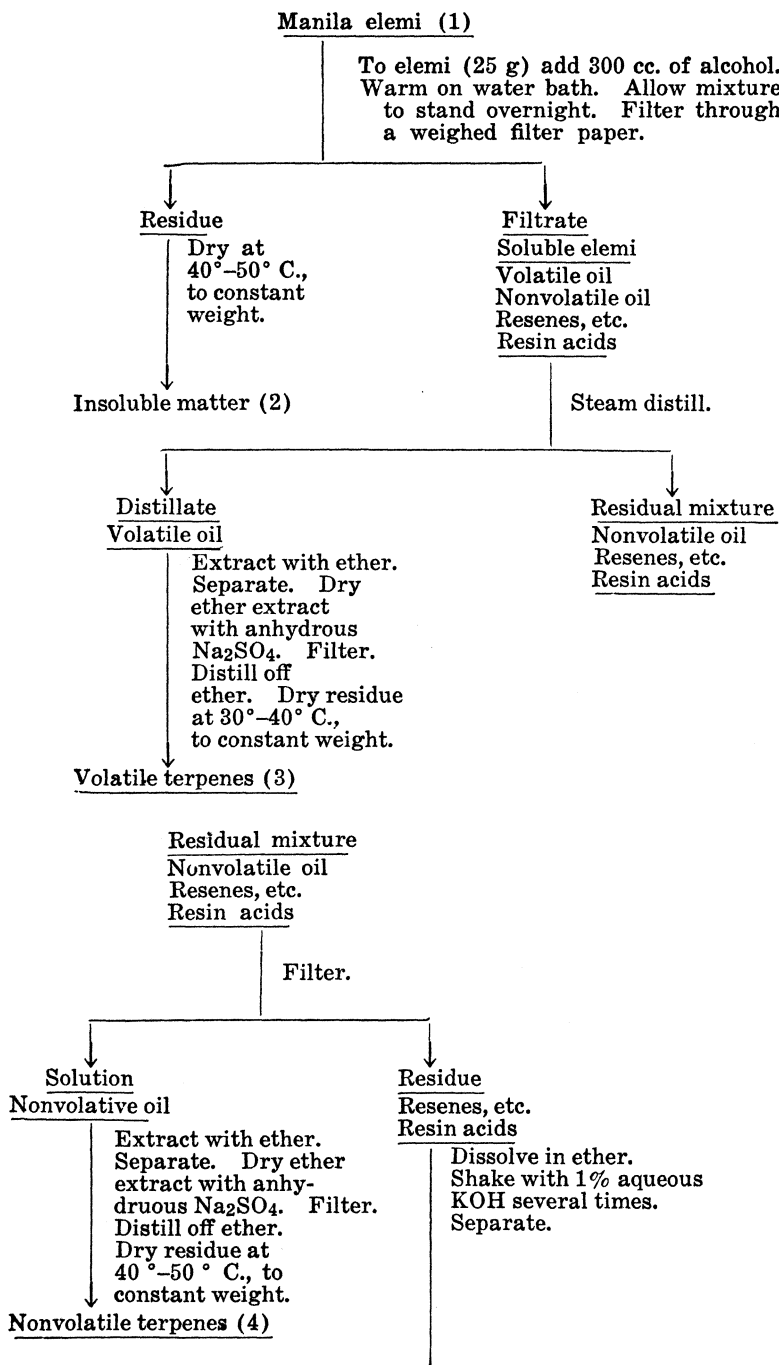 Manila elemi (1)
To elemi (25 g) add 300 cc. of alcohol.
Warm on water bath. Allow mixture
to stand overnight. Filter through
a weighed filter paper.
Residue
Dry at
40°–50° C.,
to constant
weight.
Insoluble matter (2)
Filtrate
Soluble elemi
Volatile oil
Nonvolatile oil
Resenes, etc.
Resin acids
Steam distill.
Distillate
Volatile oil
Extract with ether.
Separate. Dry
ether extract
with anhydrous
Na₂SO₄. Filter.
Distill off
ether. Dry residue
at 30°–40° C.,
to constant weight.
Volatile terpenes (3)
Residual mixture
Nonvolatile oil
Resenes, etc.
Resin acids
Residual mixture
Nonvolatile oil
Resenes, etc.
Resin acids
Filter.
Solution
Nonvolative oil
Extract with ether.
Separate. Dry ether
extract with anhy-
druous Na₂SO₄. Filter.
Distill off ether.
Dry residue at
40 °–50 ° C., to
constant weight.
Nonvolatile terpenes (4)
Residue
Resenes, etc.
Resin acids
Dissolve in ether.
Shake with 1% aqueous
KOH several times.
Separate.